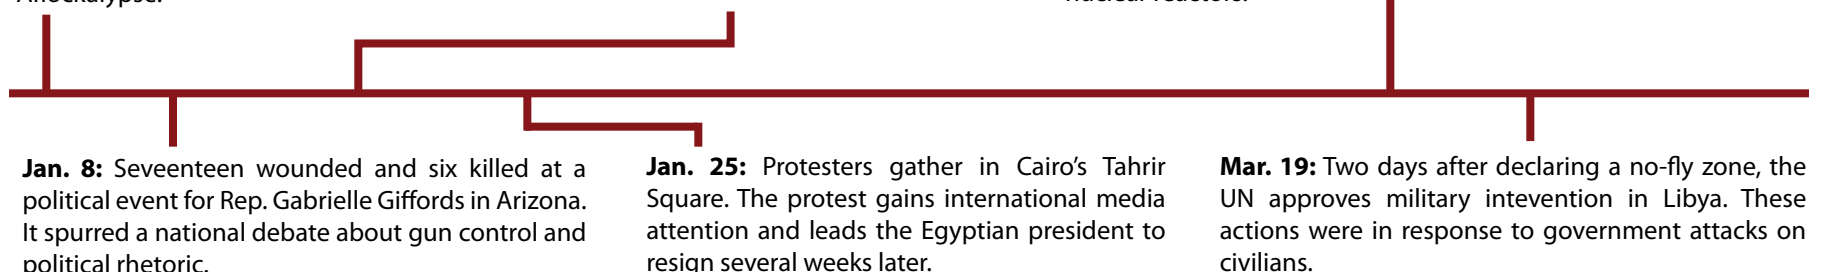 Aflockalypse.
nuclear reactors.
Jan. 8: Seveenteen wounded and six killed at a
political event for Rep. Gabrielle Giffords in Arizona.
It spurred a national debate about gun control and
political rhetoric.
Jan. 25: Protesters gather in Cairo’s Tahrir
Square. The protest gains international media
attention and leads the Egyptian president to
resign several weeks later.
Mar. 19: Two days after declaring a no-fly zone, the
UN approves military intevention in Libya. These
actions were in response to government attacks on
civilians.